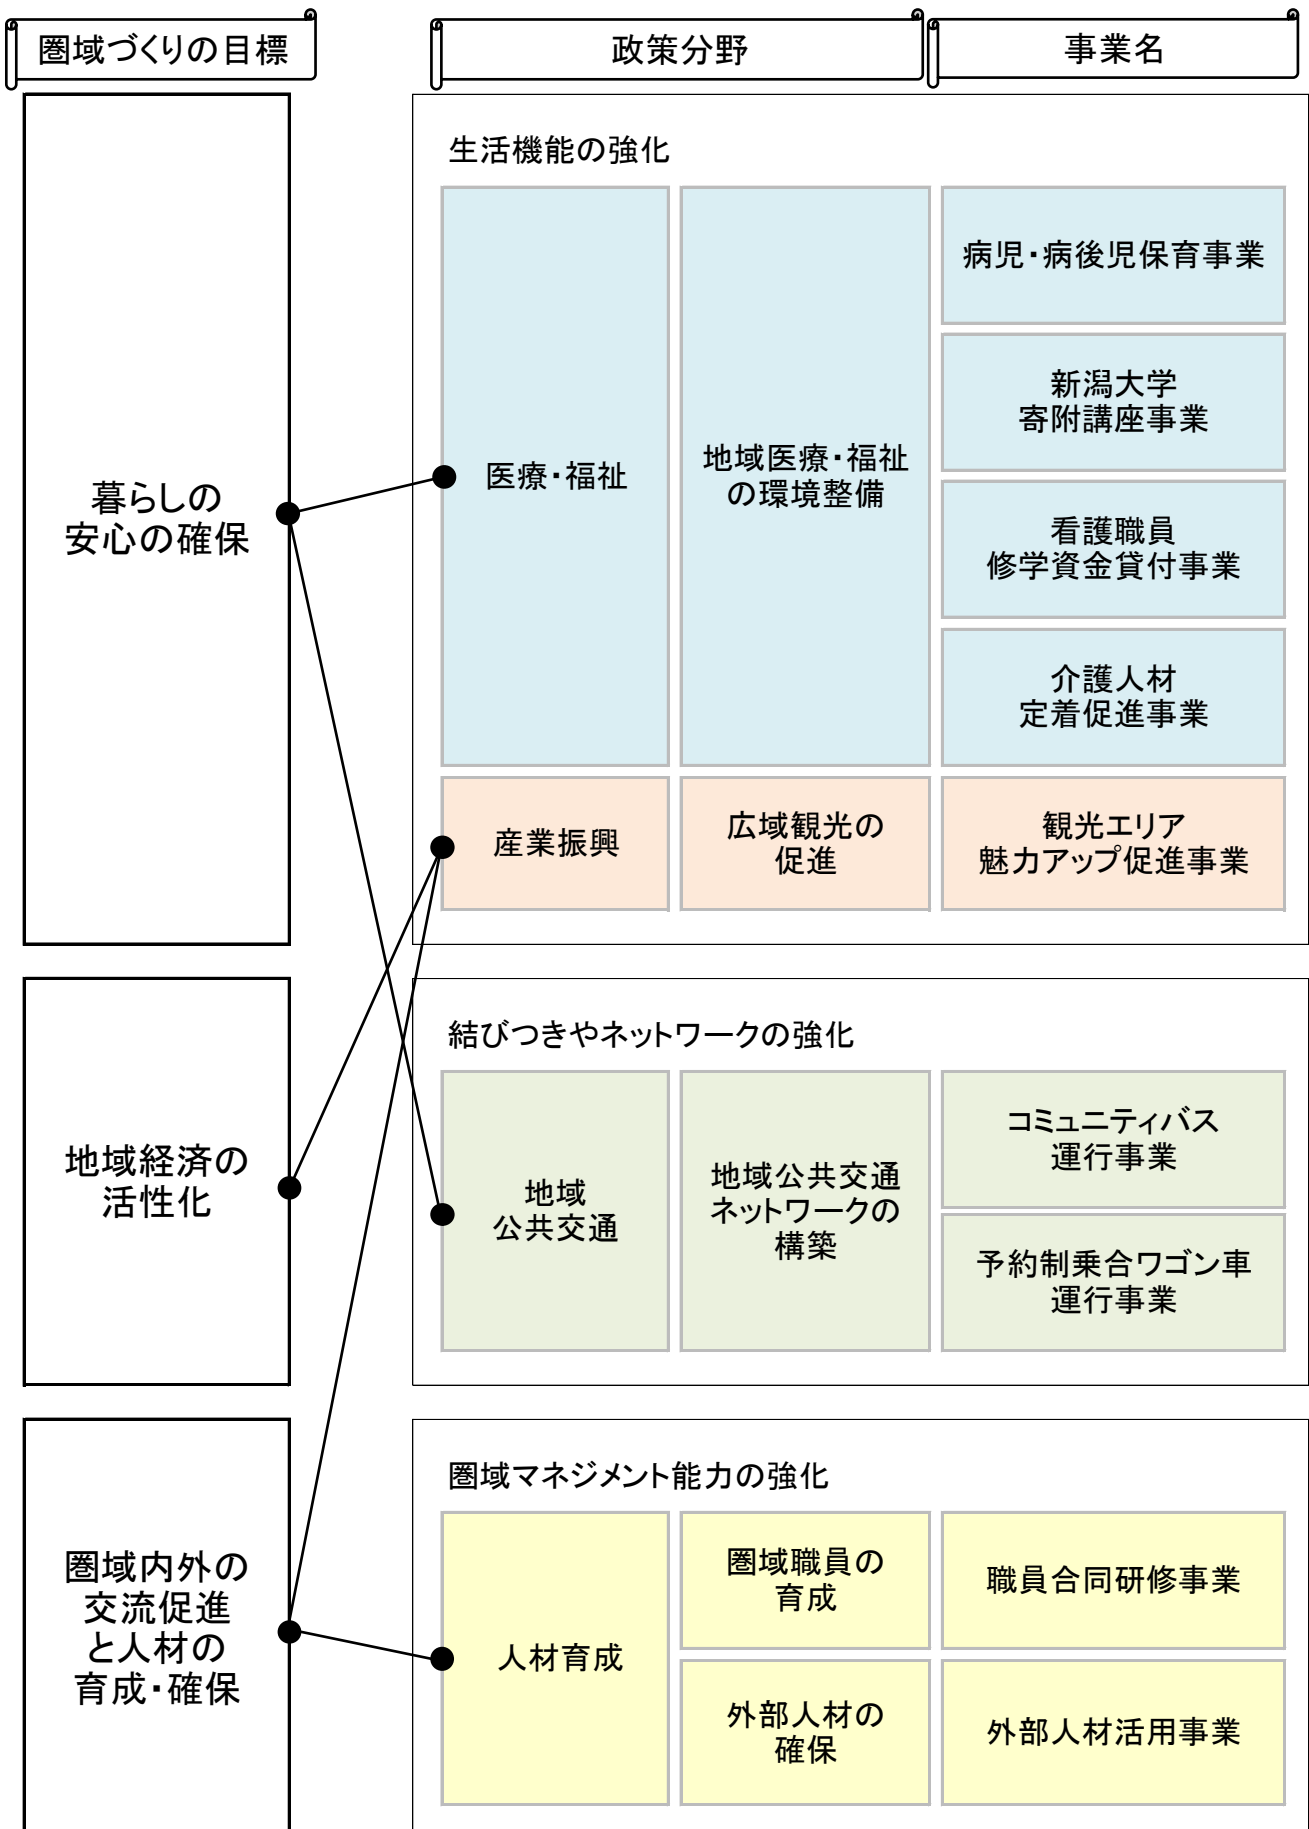 圏域づくりの目標
政策分野
事業名
暮らしの
安心の確保
生活機能の強化
医療・福祉
地域医療・福祉
の環境整備
病児・病後児保育事業
新潟大学
寄附講座事業
看護職員
修学資金貸付事業
介護人材
定着促進事業
産業振興
広域観光の
促進
観光エリア
魅力アップ促進事業
地域経済の
活性化
結びつきやネットワークの強化
地域
公共交通
地域公共交通
ネットワークの
構築
コミュニティバス
運行事業
予約制乗合ワゴン車
運行事業
圏域内外の
交流促進
と人材の
育成・確保
圏域マネジメント能力の強化
人材育成
圏域職員の
育成
職員合同研修事業
外部人材の
確保
外部人材活用事業